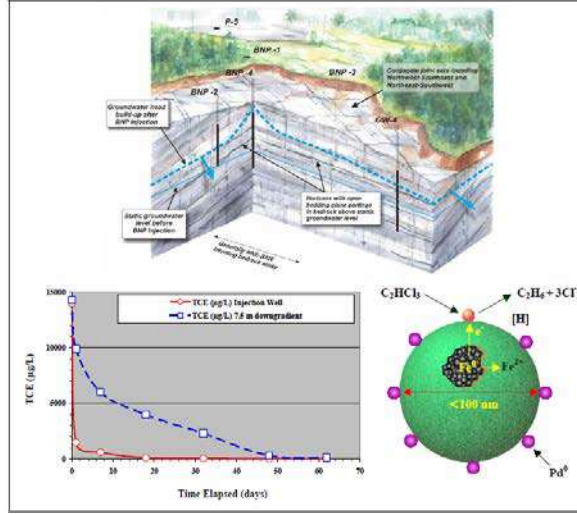 P-5
BNP -1
BNP -4
BNP -3
BNP -2
Conjugate joint sets trending
Northwest-Southeast and
Northeast-Southwest
Groundwater head
build-up after
BNP injection
Static groundwater
level before
BNP injection
Horizons with open
bedding plane partings
in bedrock above static
groundwater level
TCE (µg/L) Injection Well
TCE (µg/L) 7.6 m downgradient
15000
10000
5000
0
TCE (µg/L)
0 10 20 30 40 50 60 70
Time Elapsed (days)
C₂HCl₃
C₂H₆ + 3Cl⁻
[H]
e⁻
Fe⁰
Fe²⁺
<100 nm
Pd⁰